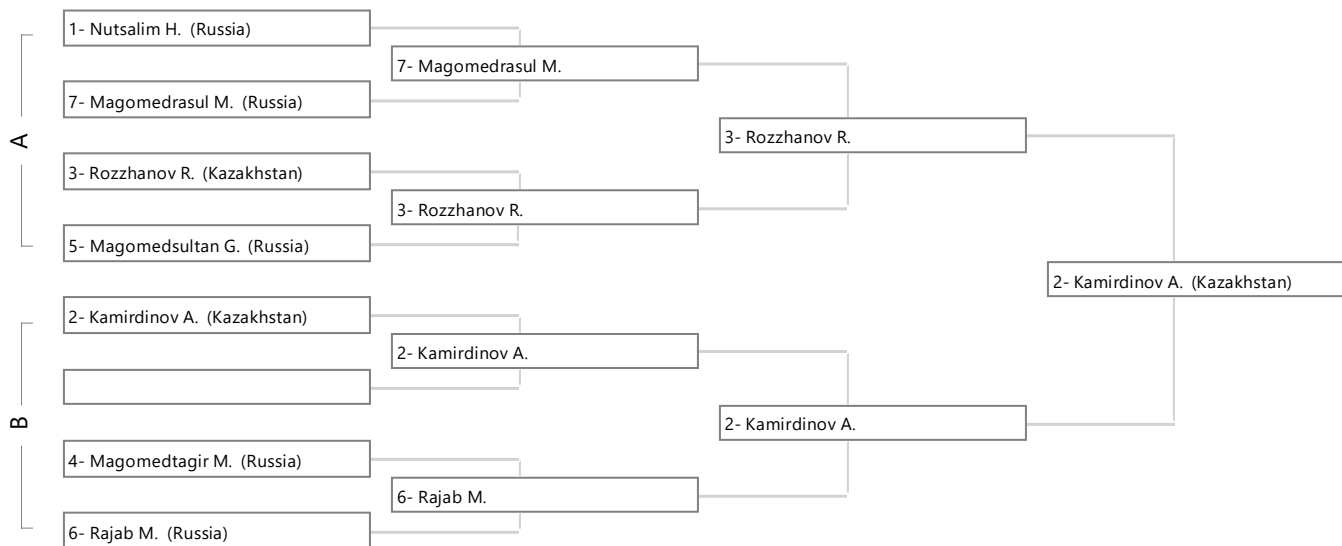 1- Nutsalim H. (Russia)
7- Magomedrasul M.
7- Magomedrasul M. (Russia)
3- Rozzhanov R.
A
3- Rozzhanov R. (Kazakhstan)
3- Rozzhanov R.
5- Magomedsultan G. (Russia)
2- Kamirdinov A. (Kazakhstan)
2- Kamirdinov A. (Kazakhstan)
2- Kamirdinov A.
B
2- Kamirdinov A.
4- Magomedtagir M. (Russia)
6- Rajab M.
6- Rajab M. (Russia)